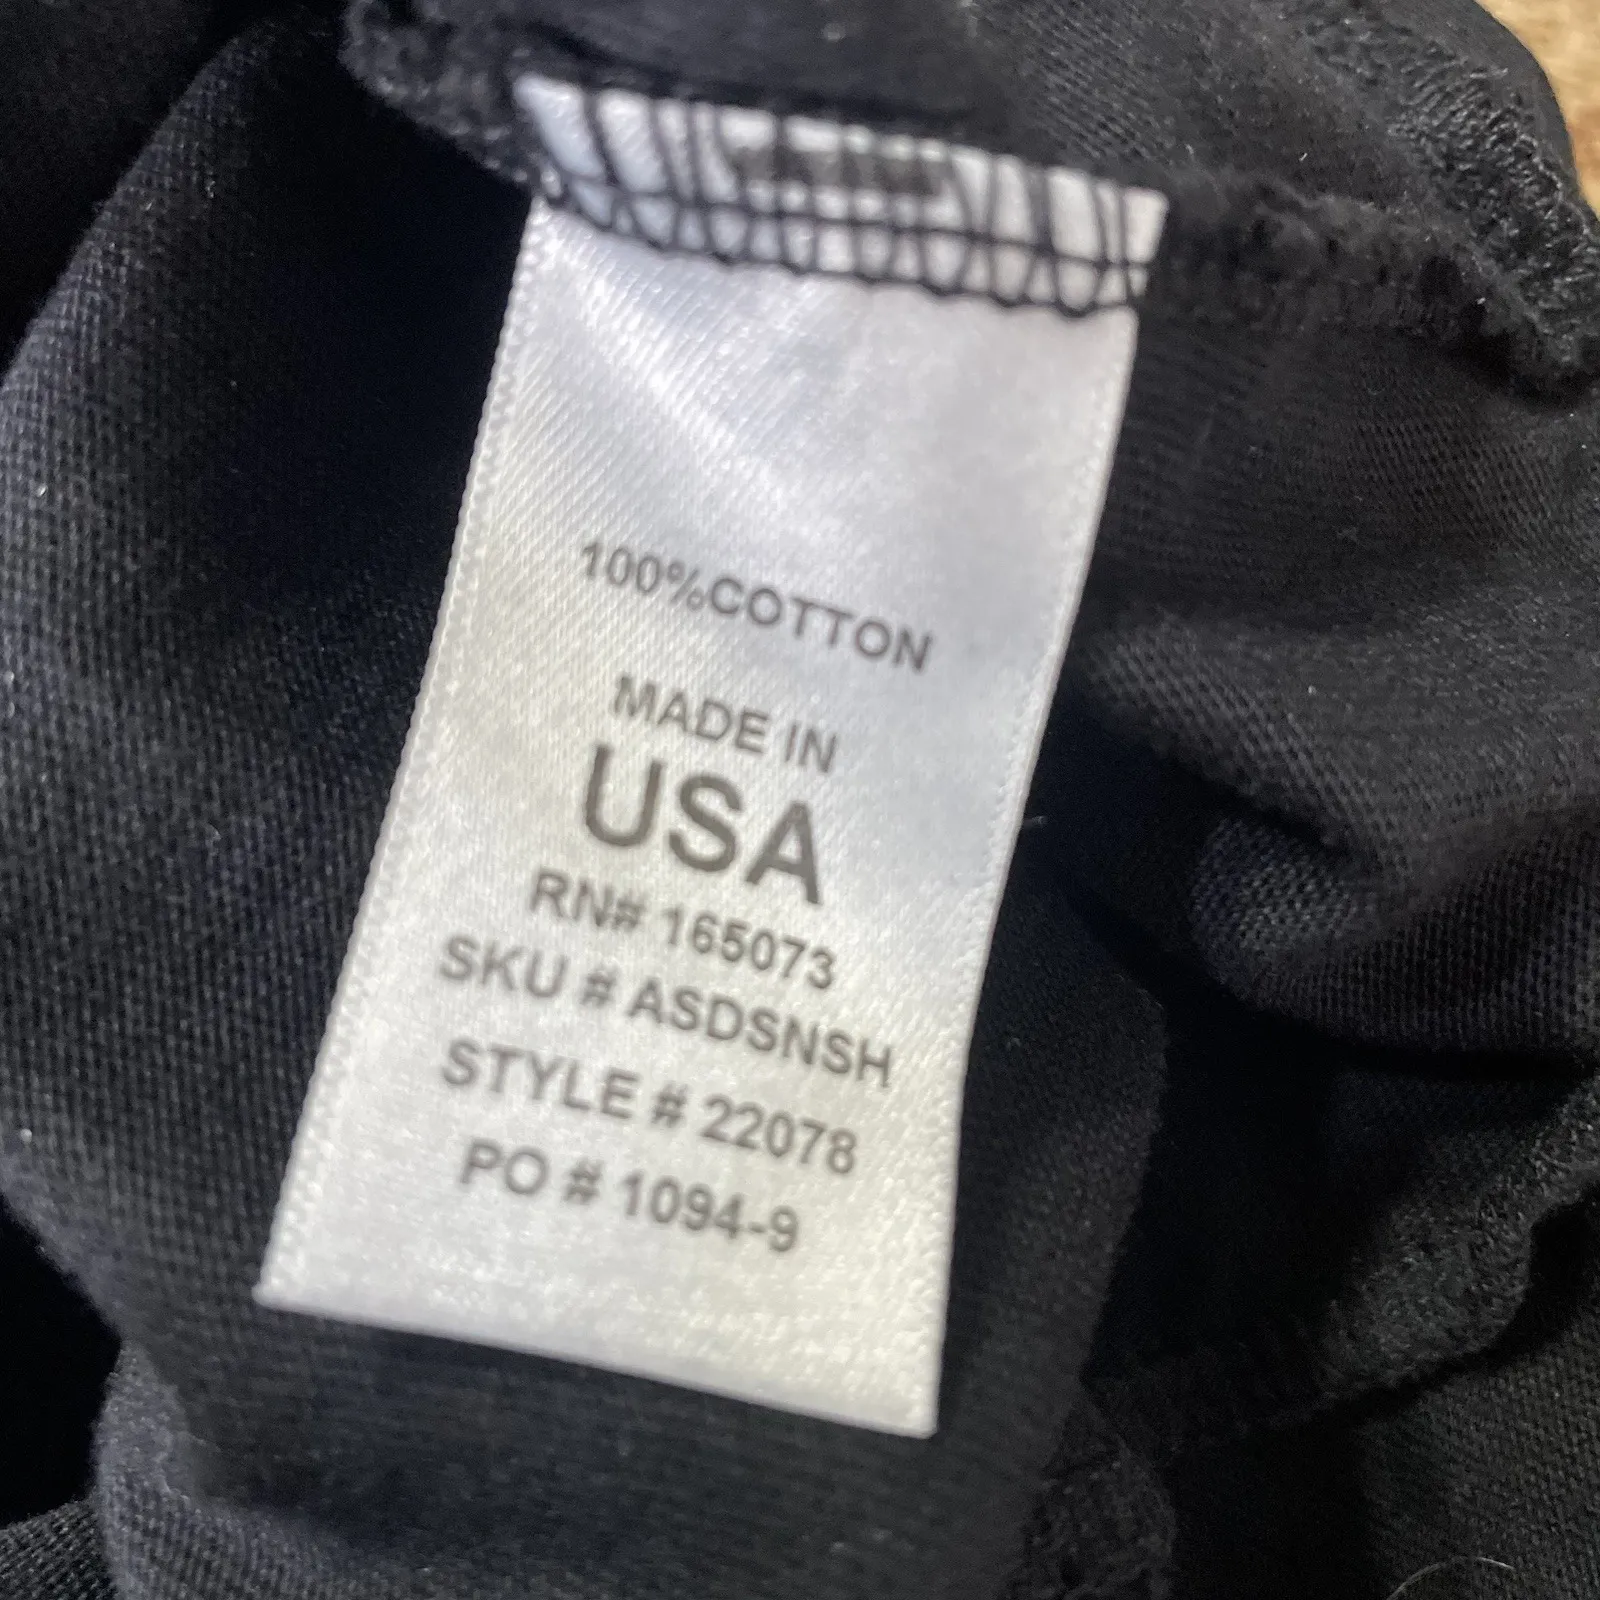 100%COTTON
MADE IN
USA
RN# 165073
SKU # ASDSNSH
STYLE # 22078
PO # 1094-9